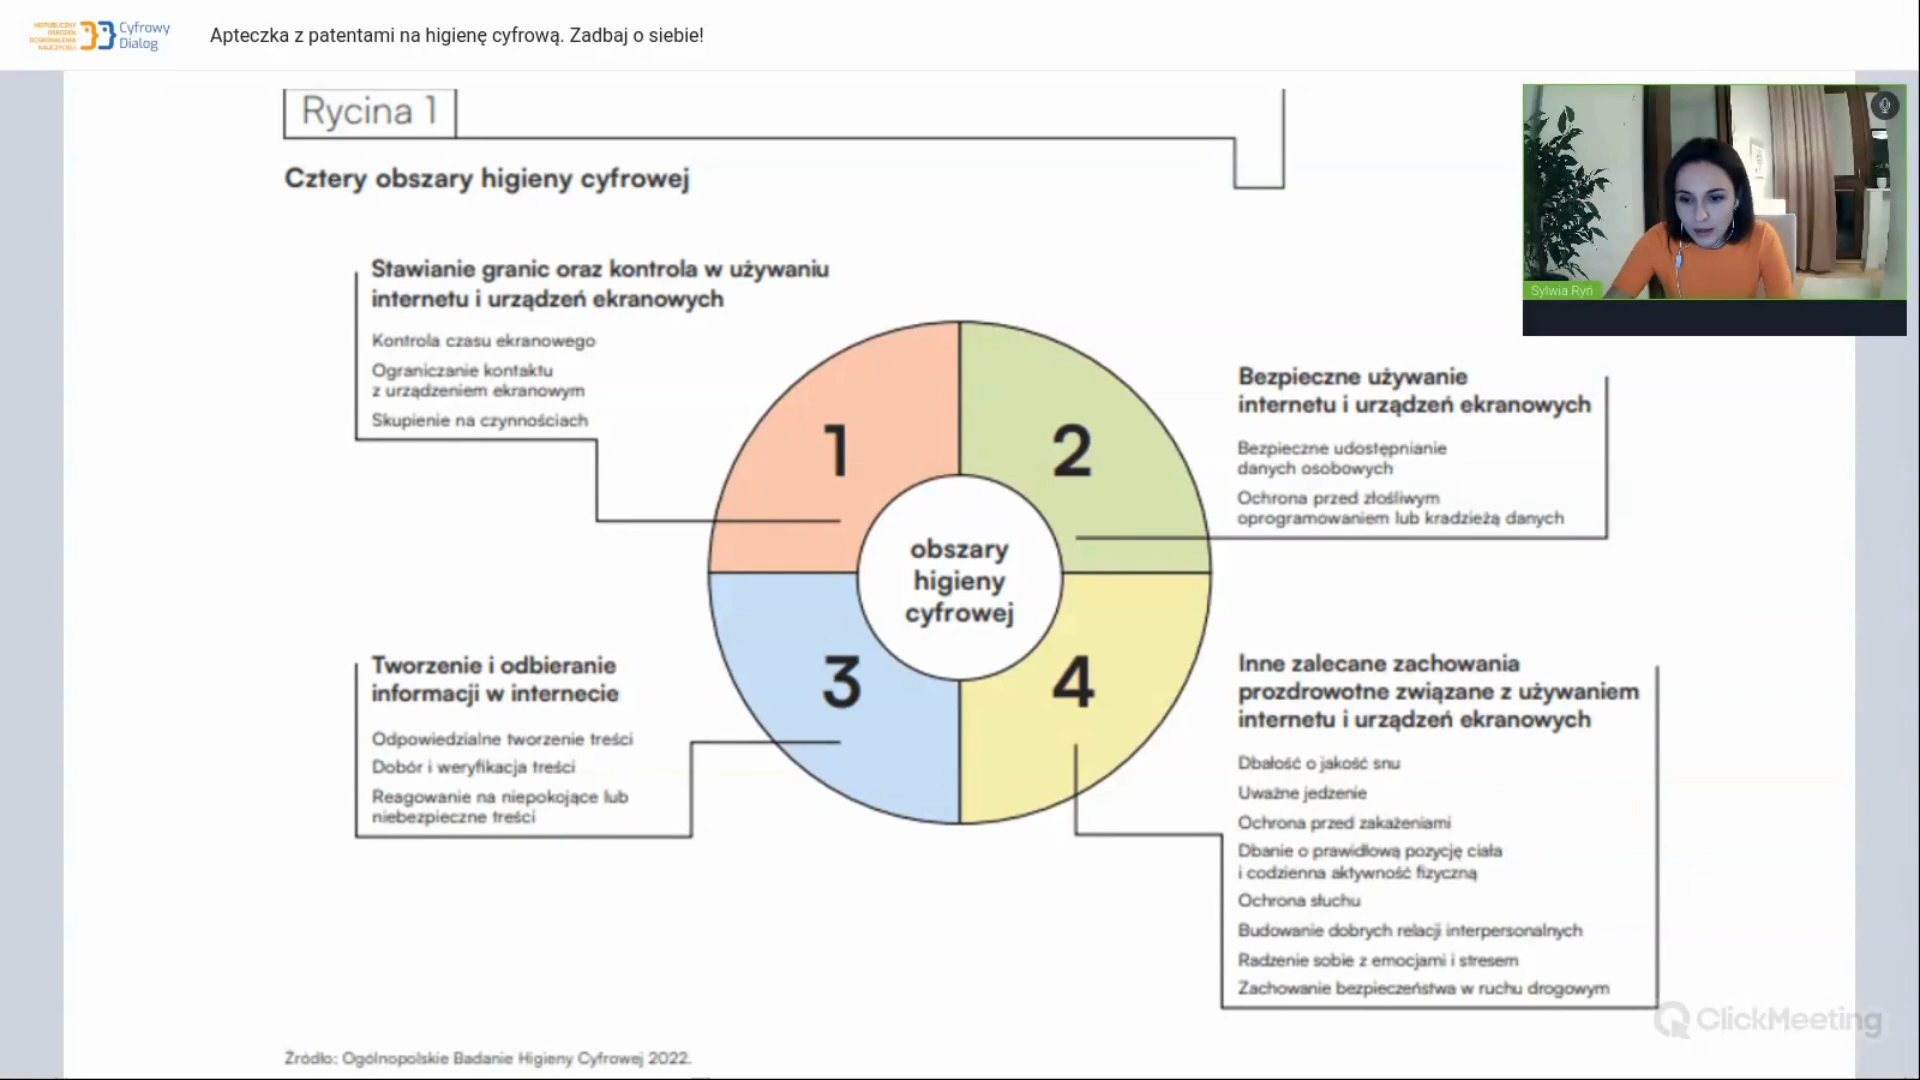 NIEPUBLICZNY
OŚRODEK
DOSKONALENIA
NAUCZYCIELI
Cyfrowy
Dialog
Apteczka z patentami na higienę cyfrową. Zadbaj o siebie!
Rycina 1
Cztery obszary higieny cyfrowej
Stawianie granic oraz kontrola w używaniu
internetu i urządzeń ekranowych
Kontrola czasu ekranowego
Ograniczanie kontaktu
z urządzeniem ekranowym
Skupienie na czynnościach
1
2
3
4
obszary
higieny
cyfrowej
Bezpieczne używanie
internetu i urządzeń ekranowych
Bezpieczne udostępnianie
danych osobowych
Ochrona przed złośliwym
oprogramowaniem lub kradzieżą danych
Tworzenie i odbieranie
informacji w internecie
Odpowiedzialne tworzenie treści
Dobór i weryfikacja treści
Reagowanie na niepokojące lub
niebezpieczne treści
Inne zalecane zachowania
prozdrowotne związane z używaniem
internetu i urządzeń ekranowych
Dbałość o jakość snu
Uważne jedzenie
Ochrona przed zakażeniami
Dbanie o prawidłową pozycję ciała
i codzienna aktywność fizyczną
Ochrona słuchu
Budowanie dobrych relacji interpersonalnych
Radzenie sobie z emocjami i stresem
Zachowanie bezpieczeństwa w ruchu drogowym
Źródło: Ogólnopolskie Badanie Higieny Cyfrowej 2022.
Sylwia Ryń
ClickMeeting